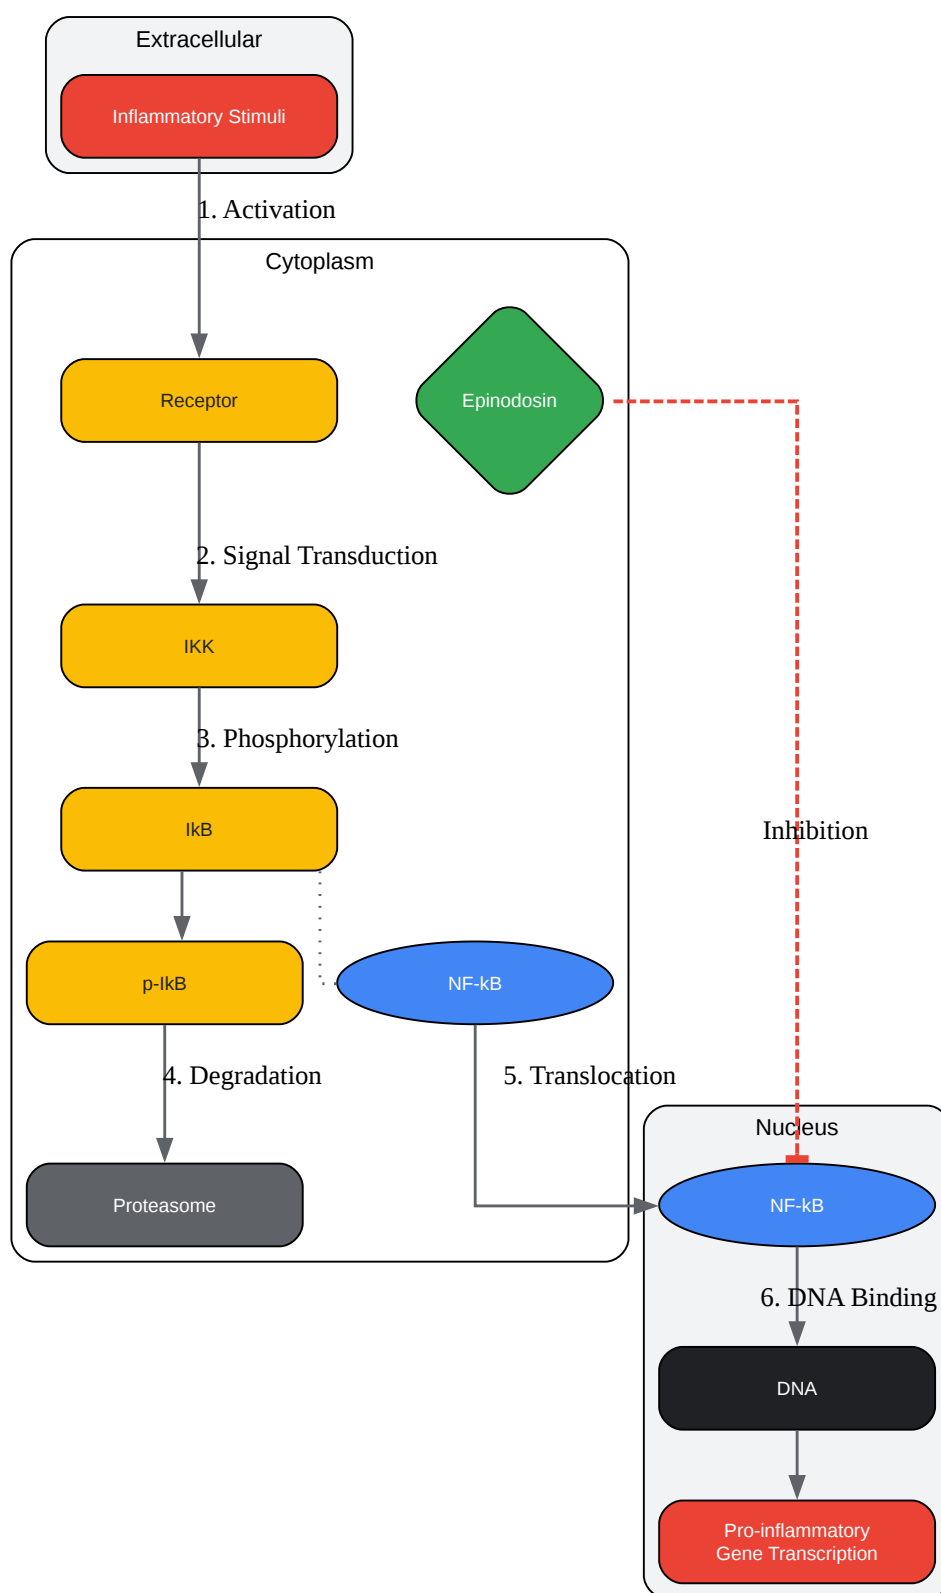 Extracellular
Inflammatory Stimuli
1. Activation
Cytoplasm
Receptor
Epinodosin
2. Signal Transduction
IKK
3. Phosphorylation
IkB
Inhibition
p-IkB
NF-kB
4. Degradation
5. Translocation
Nucleus
Proteasome
NF-kB
6. DNA Binding
DNA
Pro-inflammatory
Gene Transcription